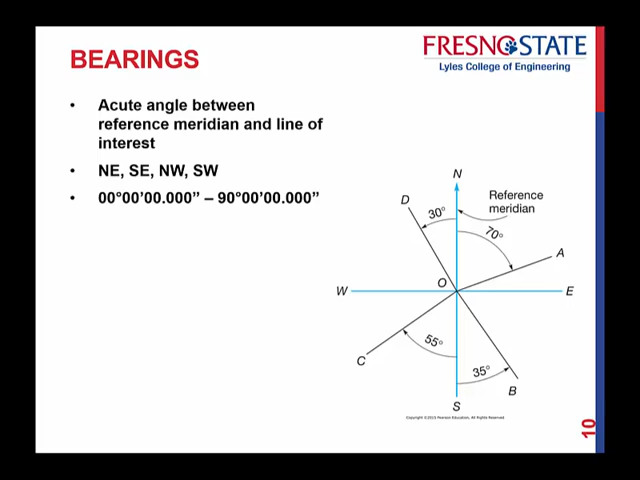 BEARINGS
FRESNO STATE
Lyles College of Engineering
• Acute angle between
reference meridian and line of
interest
• NE, SE, NW, SW
• 00°00’00.000” – 90°00’00.000”
N
D
30°
Reference
meridian
70°
A
O
W
E
55°
C
35°
B
S
Copyright ©2015 Pearson Education, All Rights Reserved
10